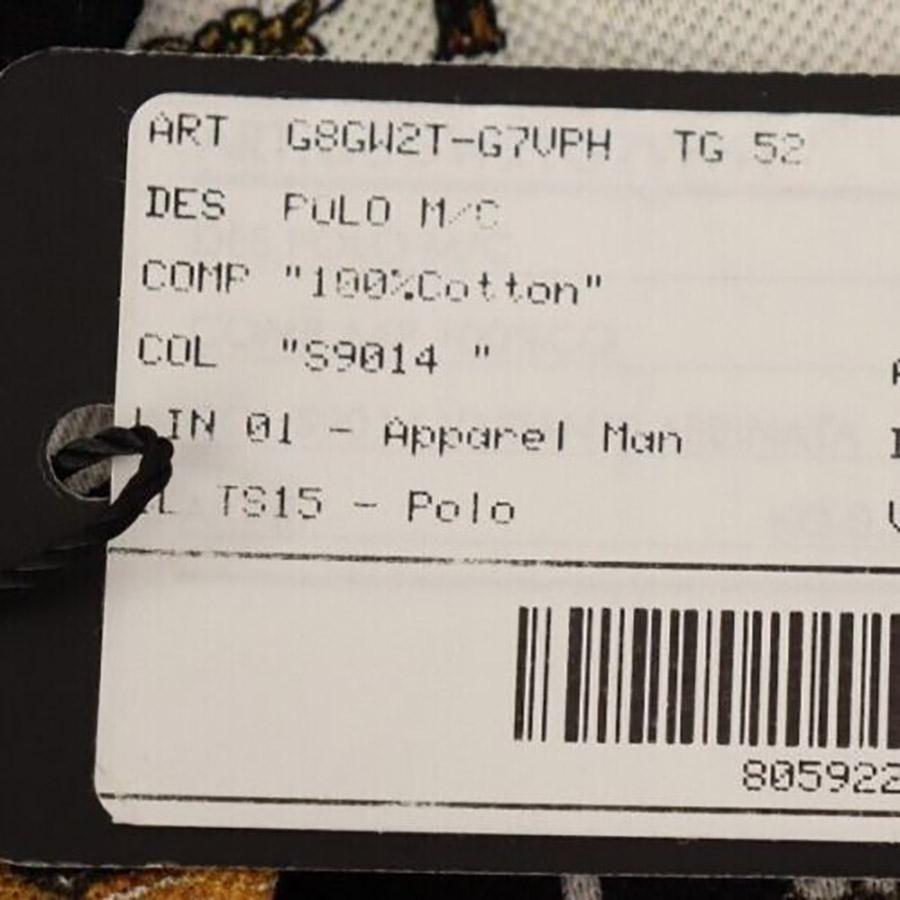 ART G8GW2T-G7VPH TG 52
DES POLO M/C
COMP "100%Cotton"
COL "S9014 "
LIN 01 - Apparel Man
TS15 - Polo
805922